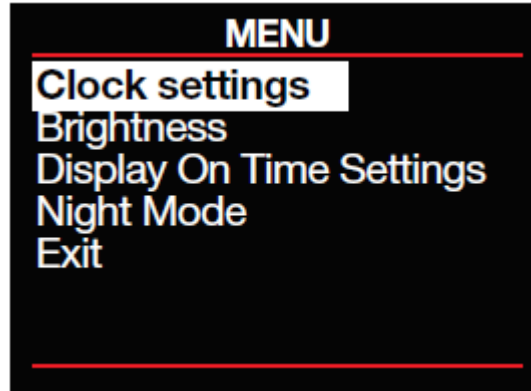 MENU
Clock settings
Brightness
Display On Time Settings
Night Mode
Exit